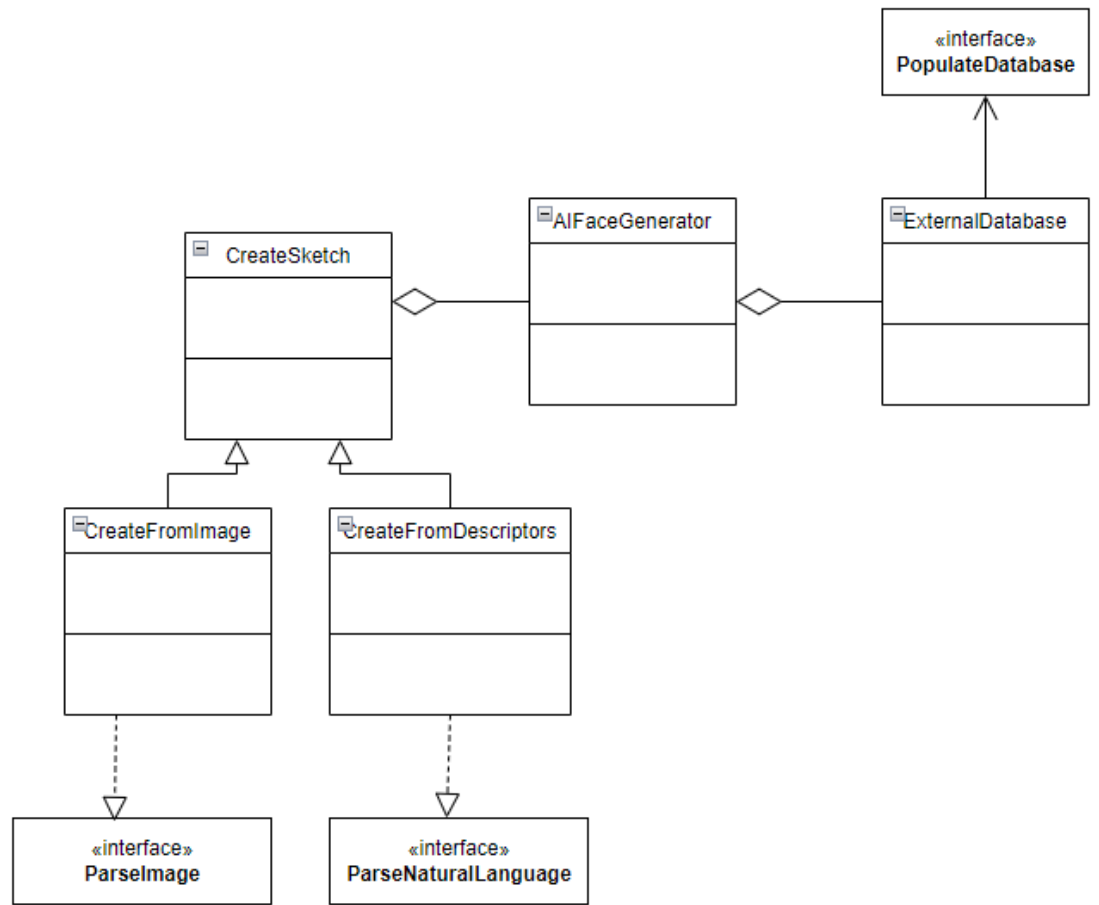 «interface»
PopulateDatabase
AIFaceGenerator
ExternalDatabase
CreateSketch
CreateFromImage
CreateFromDescriptors
«interface»
ParseImage
«interface»
ParseNaturalLanguage